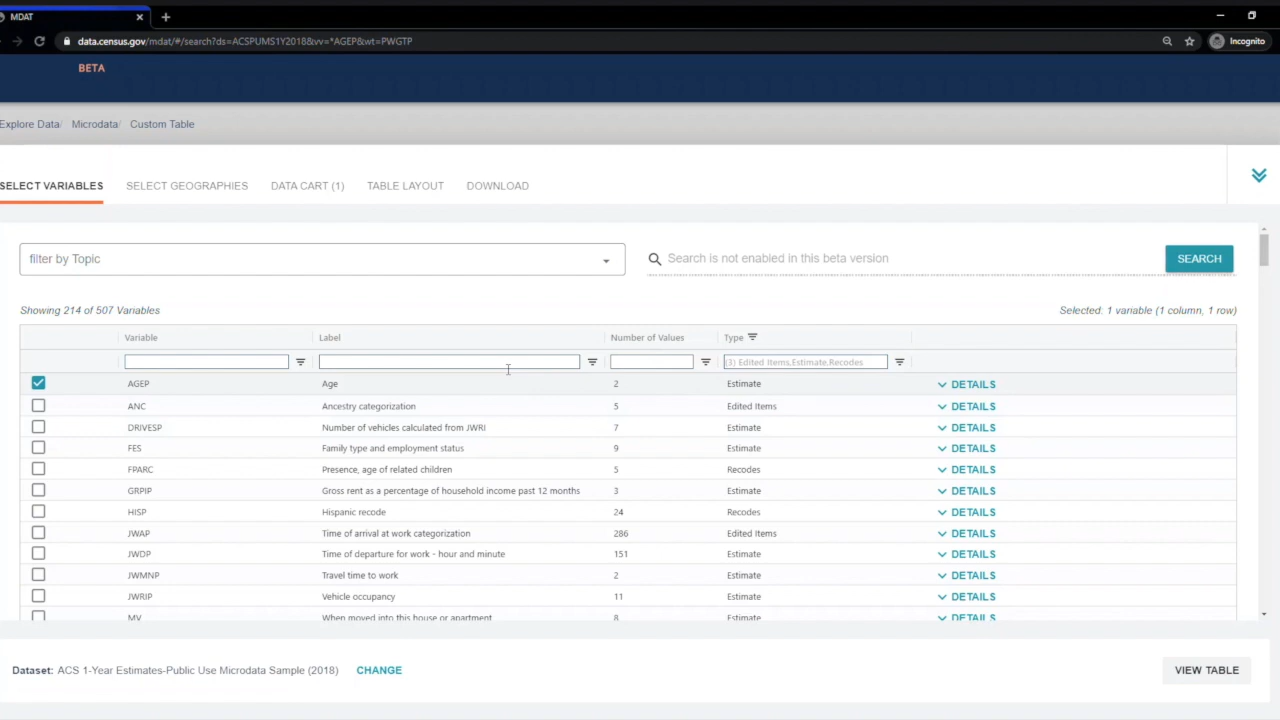 MDAT
data.census.gov/mdat/#/search?ds=ACSPUMS1Y2018&vv=*AGEP&wt=PWGTP
Incognito
BETA
Explore Data/ Microdata/ Custom Table
SELECT VARIABLES SELECT GEOGRAPHIES DATA CART (1) TABLE LAYOUT DOWNLOAD
filter by Topic Search is not enabled in this beta version SEARCH
Showing 214 of 507 Variables Selected: 1 variable (1 column, 1 row)
Variable Label Number of Values Type
(3) Edited Items,Estimate,Recodes
AGEP Age 2 Estimate DETAILS
ANC Ancestry categorization 5 Edited Items DETAILS
DRIVESP Number of vehicles calculated from JWRI 7 Estimate DETAILS
FES Family type and employment status 9 Estimate DETAILS
FPARC Presence, age of related children 5 Recodes DETAILS
GRPIP Gross rent as a percentage of household income past 12 months 3 Estimate DETAILS
HISP Hispanic recode 24 Recodes DETAILS
JWAP Time of arrival at work categorization 286 Edited Items DETAILS
JWDP Time of departure for work - hour and minute 151 Estimate DETAILS
JWMNP Travel time to work 2 Estimate DETAILS
JWRIP Vehicle occupancy 11 Estimate DETAILS
MV When moved into this house or apartment 8 Estimate DETAILS
Dataset: ACS 1-Year Estimates-Public Use Microdata Sample (2018) CHANGE VIEW TABLE